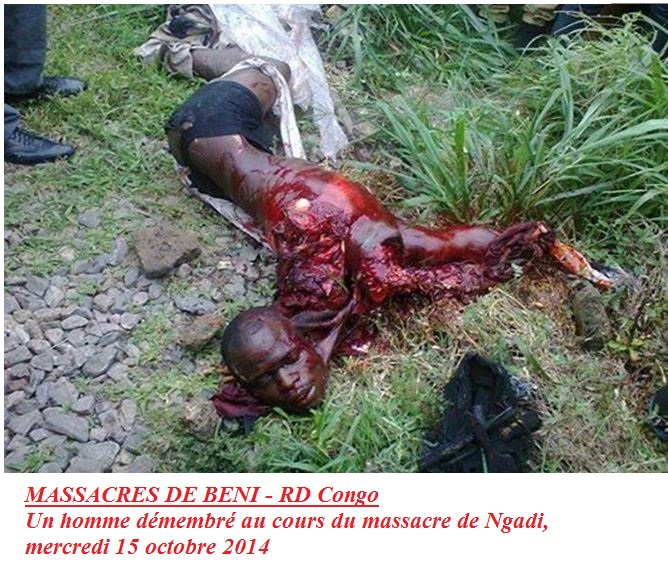 MASSACRES DE BENI - RD Congo
Un homme démembré au cours du massacre de Ngadi,
mercredi 15 octobre 2014